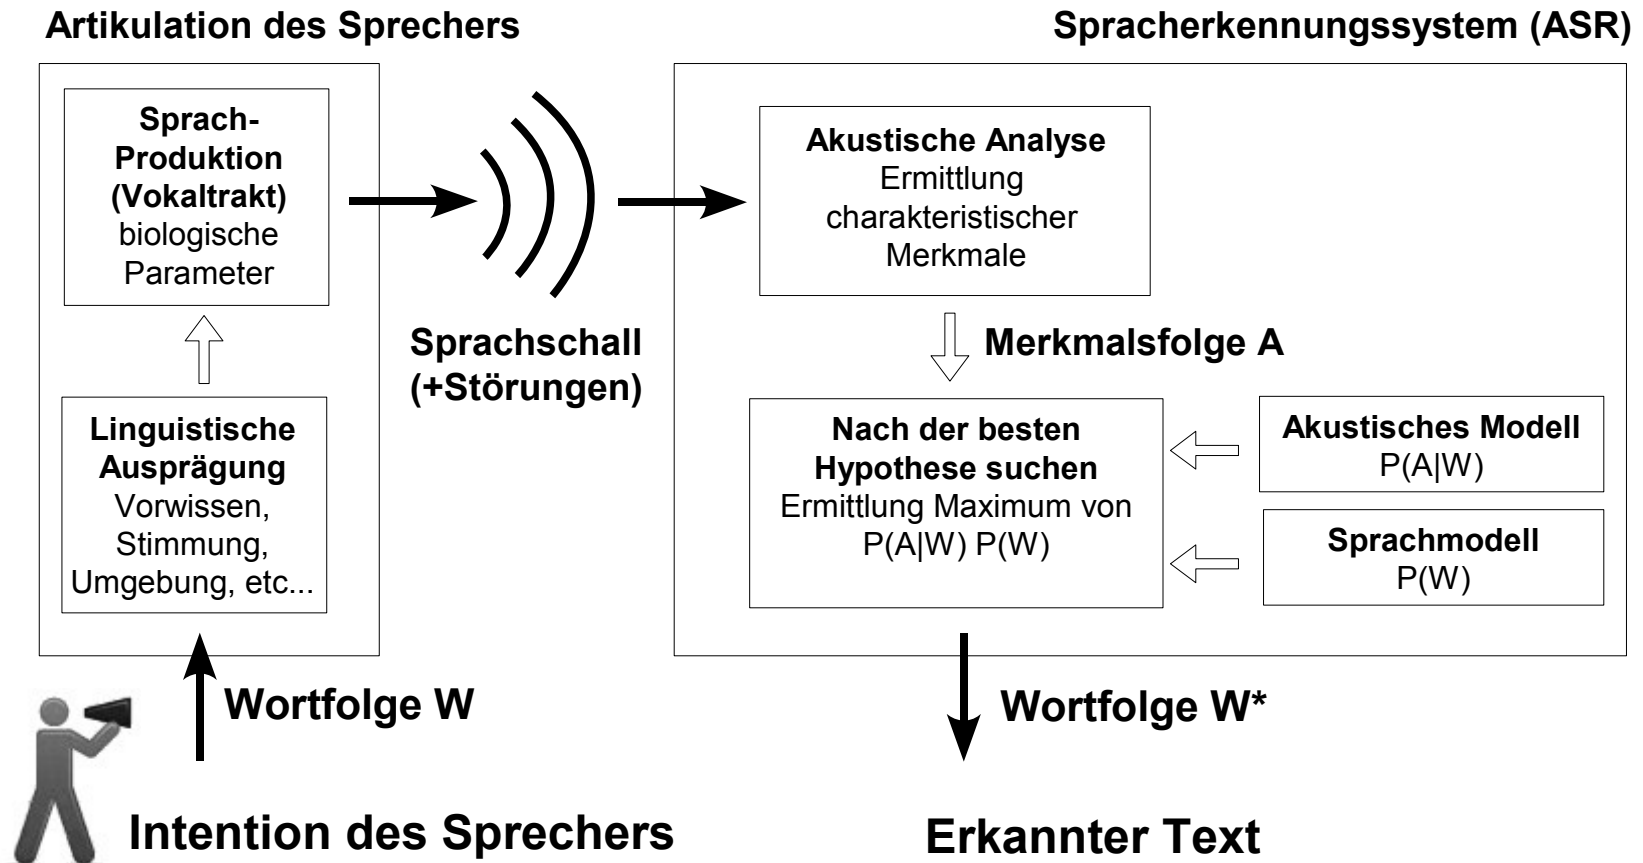 Artikulation des Sprechers
Spracherkennungssystem (ASR)
Sprach-
Produktion
(Vokaltrakt)
biologische
Parameter
Linguistische
Ausprägung
Vorwissen,
Stimmung,
Umgebung, etc...
Wortfolge W
Intention des Sprechers
Sprachschall
(+Störungen)
Akustische Analyse
Ermittlung
charakteristischer
Merkmale
Merkmalsfolge A
Nach der besten
Hypothese suchen
Ermittlung Maximum von
P(A|W) P(W)
Akustisches Modell
P(A|W)
Sprachmodell
P(W)
Wortfolge W*
Erkannter Text